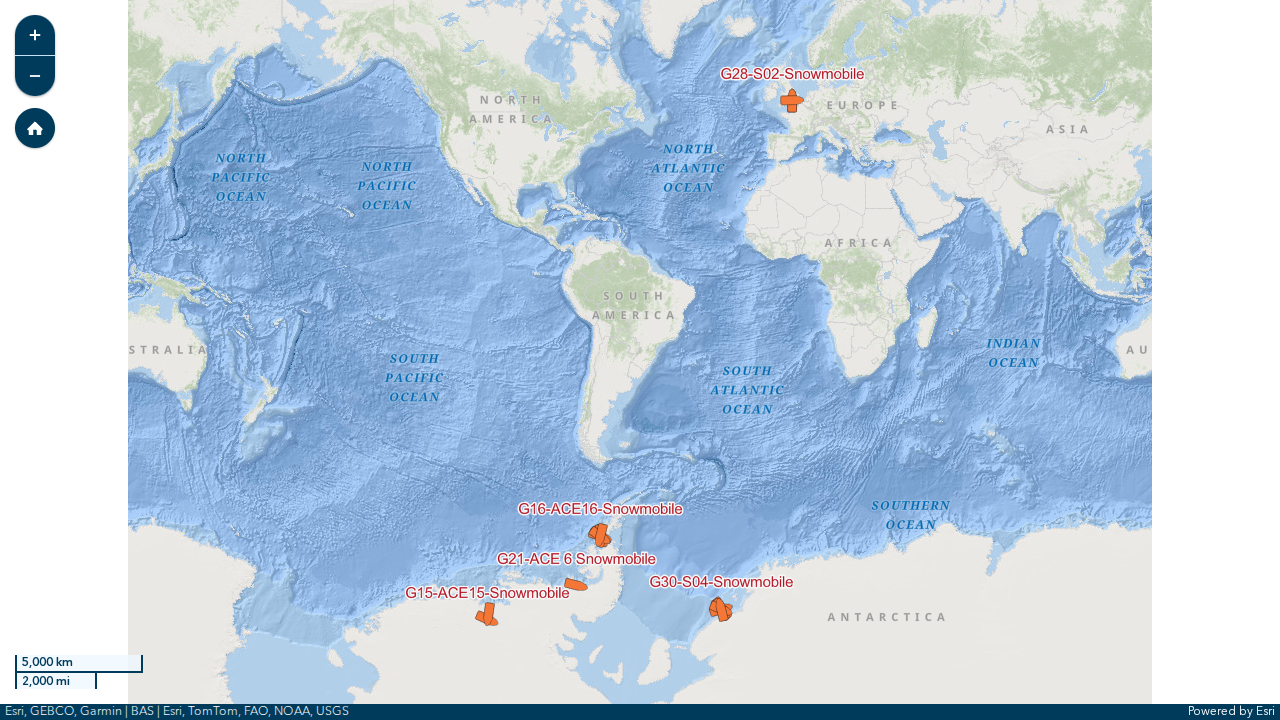 +
−
G28-S02-Snowmobile
NORTH
AMERICA
EUROPE
ASIA
NORTH
PACIFIC
OCEAN
NORTH
PACIFIC
OCEAN
NORTH
ATLANTIC
OCEAN
AFRICA
SOUTH
AMERICA
STRALIA
SOUTH
PACIFIC
OCEAN
SOUTH
ATLANTIC
OCEAN
INDIAN
OCEAN
AU
G16-ACE16-Snowmobile
SOUTHERN
OCEAN
G21-ACE 6 Snowmobile
G15-ACE15-Snowmobile
G30-S04-Snowmobile
ANTARCTICA
5,000 km
2,000 mi
Esri, GEBCO, Garmin | BAS | Esri, TomTom, FAO, NOAA, USGS
Powered by Esri